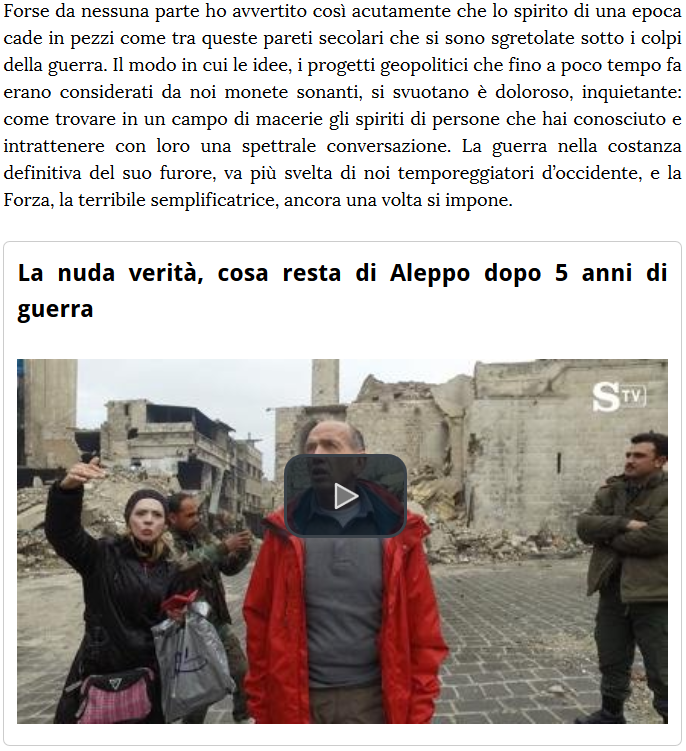 Forse da nessuna parte ho avvertito così acutamente che lo spirito di una epoca
cade in pezzi come tra queste pareti secolari che si sono sgretolate sotto i colpi
della guerra. Il modo in cui le idee, i progetti geopolitici che fino a poco tempo fa
erano considerati da noi monete sonanti, si svuotano è doloroso, inquietante:
come trovare in un campo di macerie gli spiriti di persone che hai conosciuto e
intrattenere con loro una spettrale conversazione. La guerra nella costanza
definitiva del suo furore, va più svelta di noi temporeggiatori d’occidente, e la
Forza, la terribile semplificatrice, ancora una volta si impone.
La nuda verità, cosa resta di Aleppo dopo 5 anni di
guerra
S TV